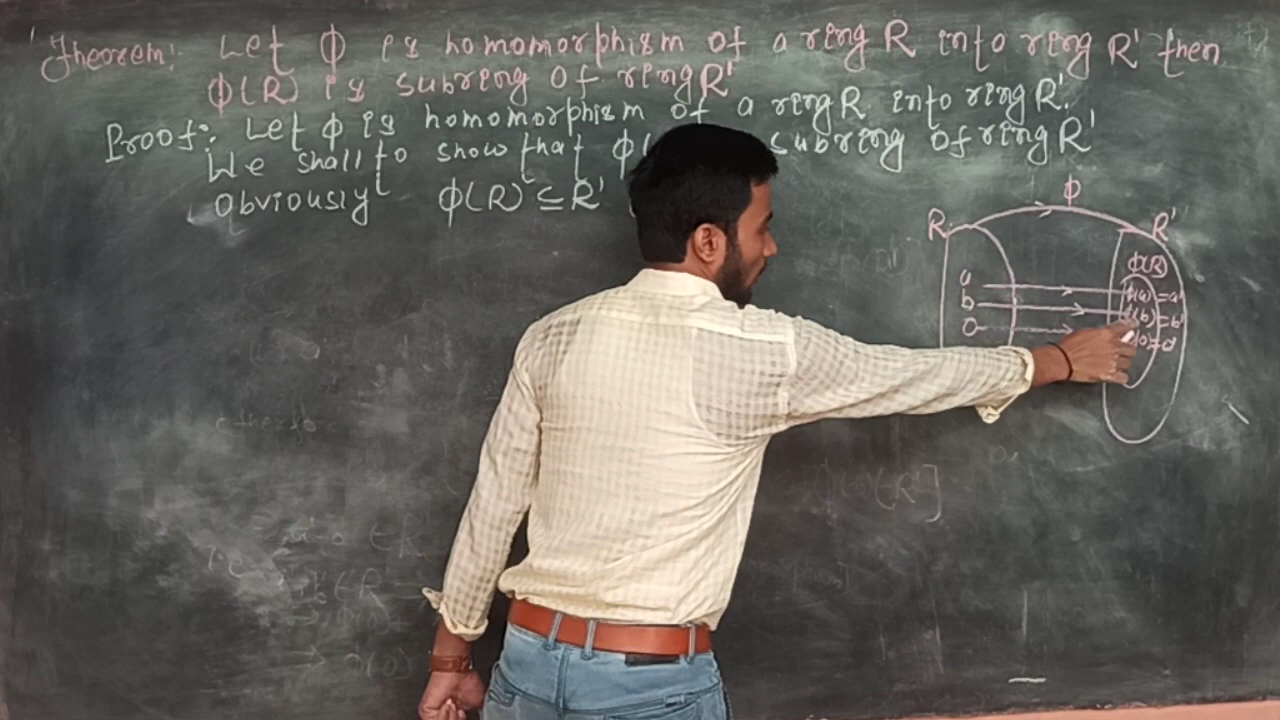 Theorem: Let ϕ is homomorphism of a ring R into ring R' then
ϕ(R) is subring of ring R'
Proof: Let ϕ is homomorphism of a ring R into ring R'.
We shall to show that ϕ( subring of ring R'
Obviously ϕ(R) ⊆ R'
ϕ
R R'
ϕ(R)
a ϕ(a) = a'
b ϕ(b) = b'
0 (0) = 0'